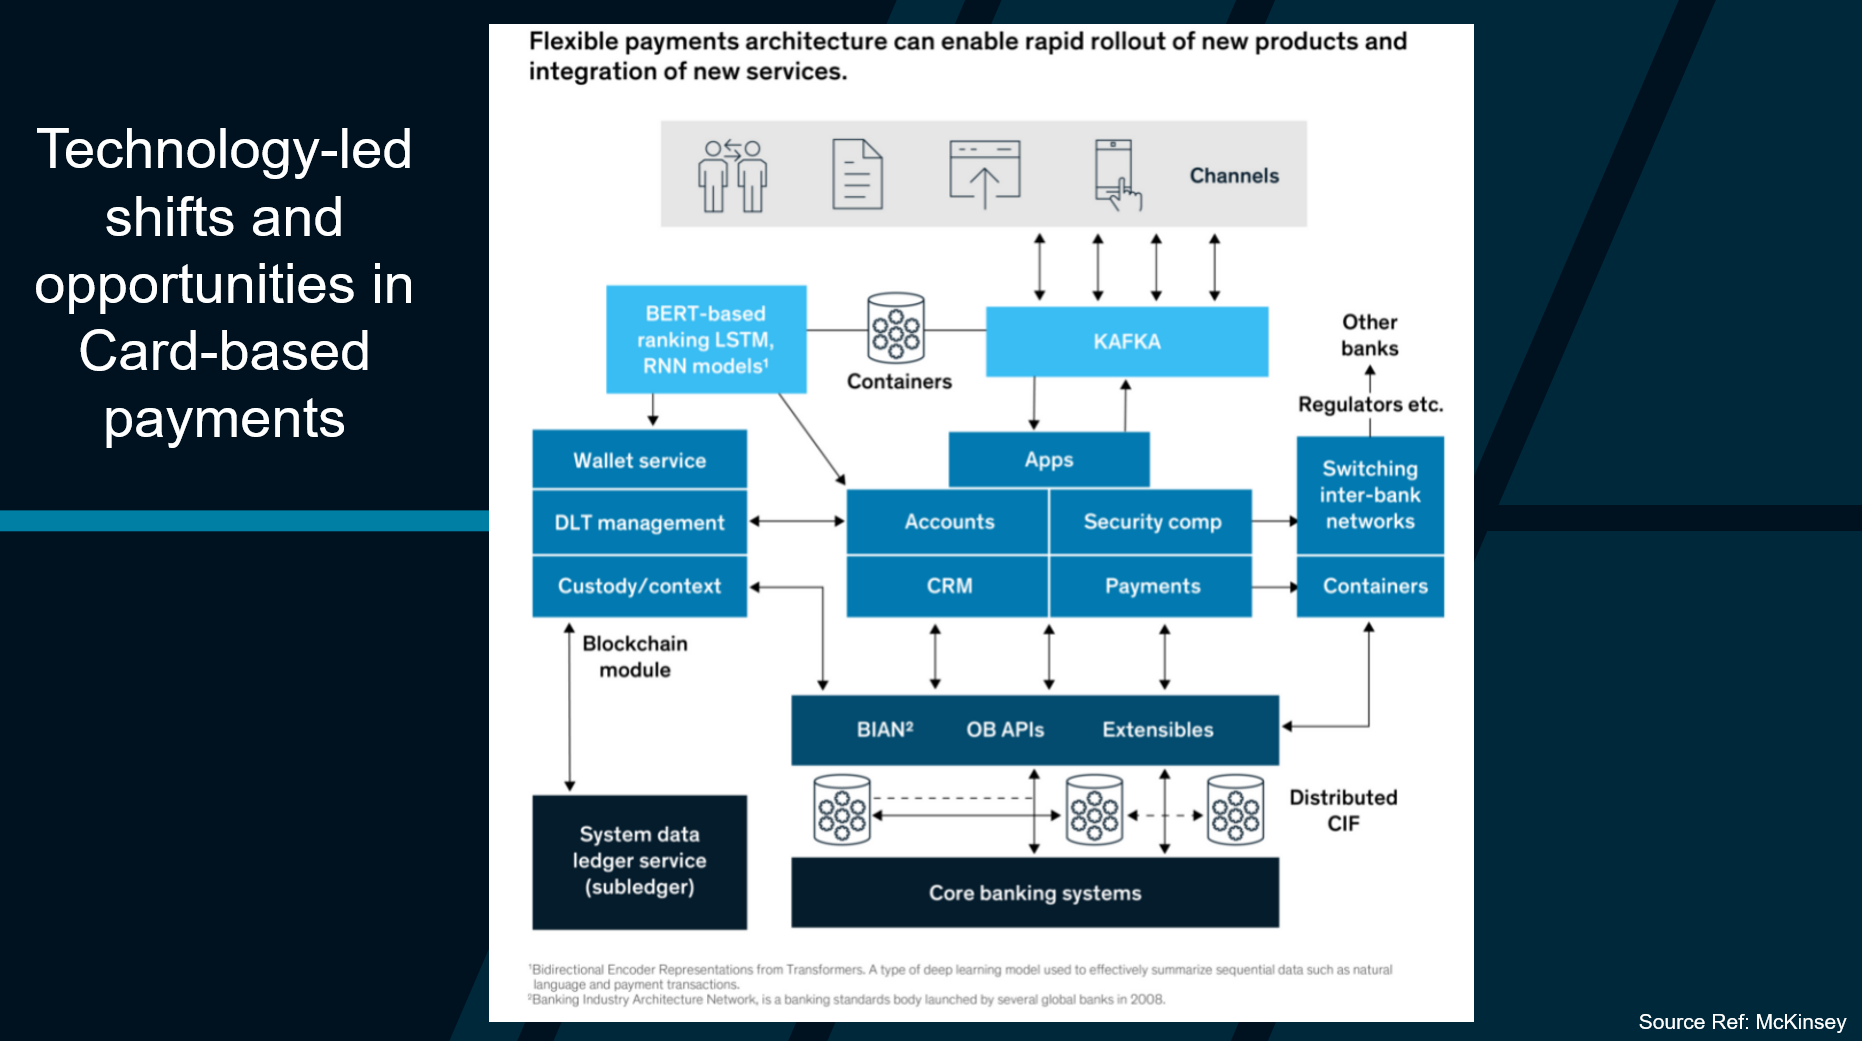 Technology-led
shifts and
opportunities in
Card-based
payments
Flexible payments architecture can enable rapid rollout of new products and
integration of new services.
Channels
BERT-based
ranking LSTM,
RNN models¹
Containers
KAFKA
Other
banks
Regulators etc.
Wallet service
DLT management
Custody/context
Apps
Accounts
Security comp
CRM
Payments
Switching
inter-bank
networks
Containers
Blockchain
module
BIAN²
OB APIs
Extensibles
Distributed
CIF
System data
ledger service
(subledger)
Core banking systems
¹Bidirectional Encoder Representations from Transformers. A type of deep learning model used to effectively summarize sequential data such as natural
language and payment transactions.
²Banking Industry Architecture Network, is a banking standards body launched by several global banks in 2008.
Source Ref: McKinsey